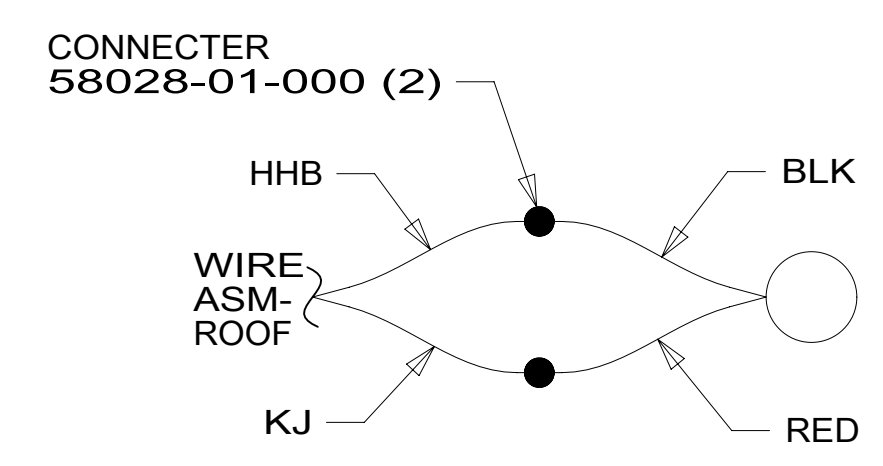 CONNECTER
58028-01-000 (2)
HHB
BLK
WIRE
ASM-
ROOF
KJ
RED